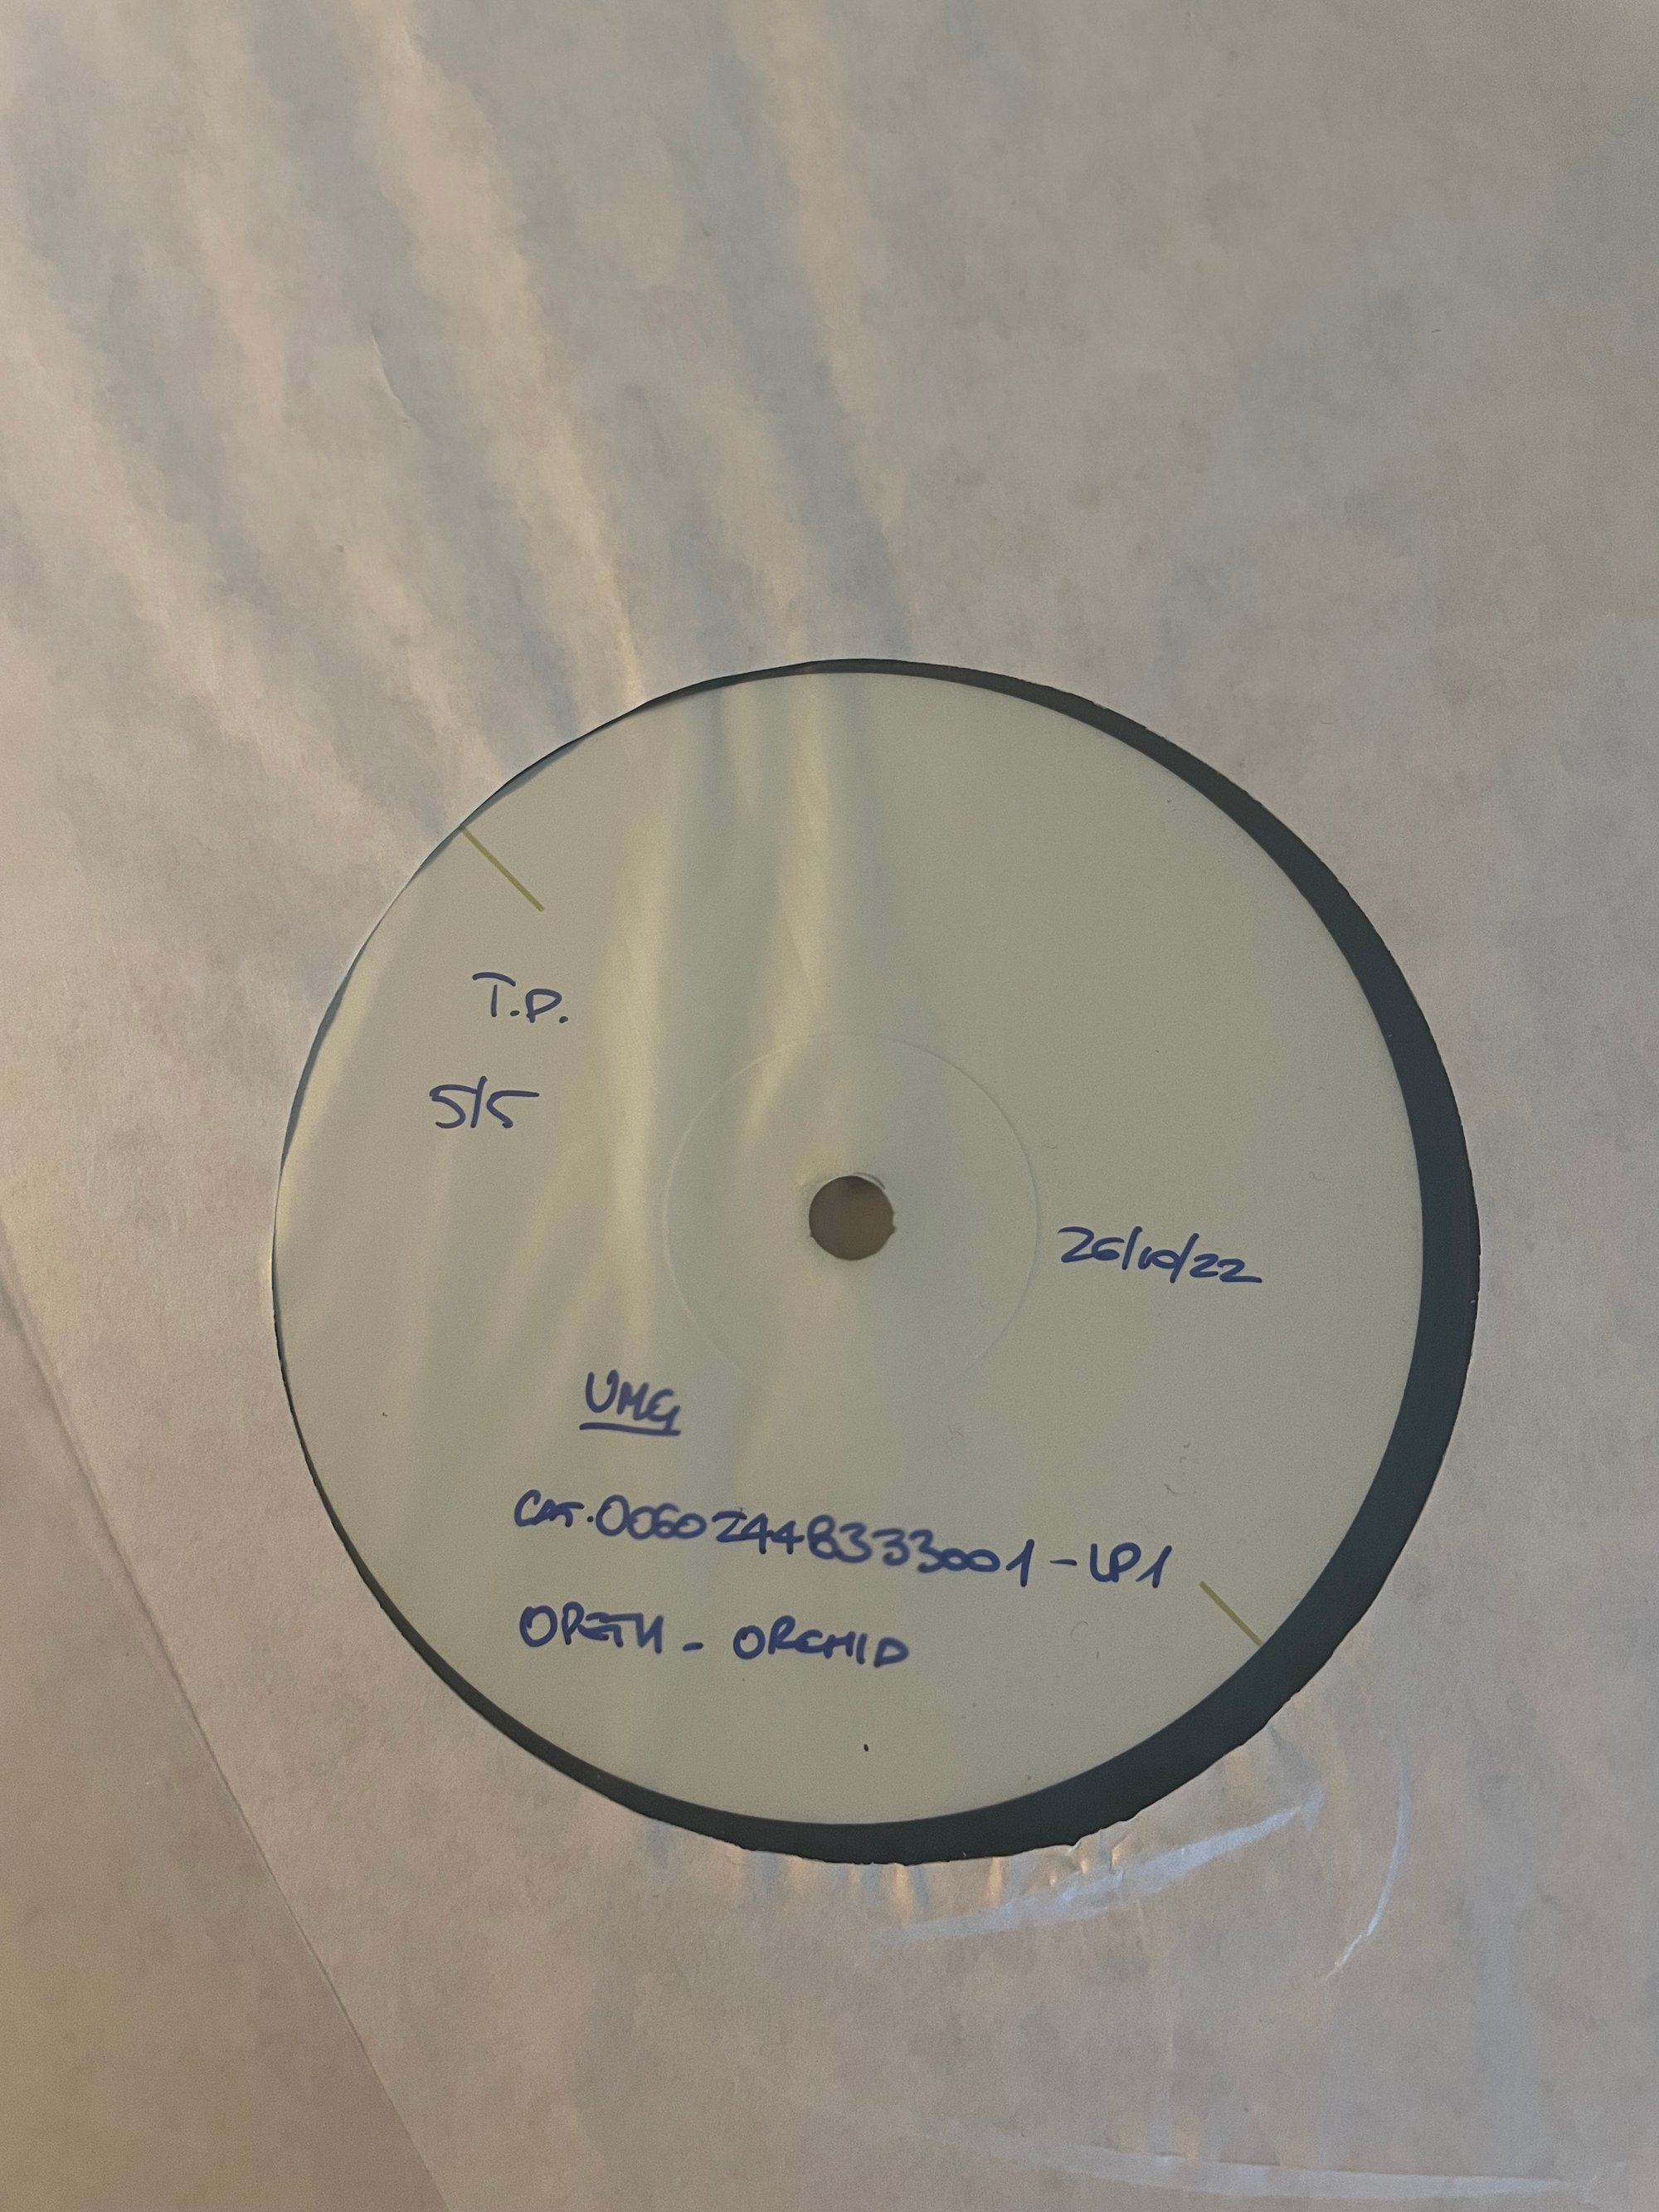 T.P.
5/5
26/10/22
UMG
CAT.00602448333001-LP1
OPETH - ORCHID